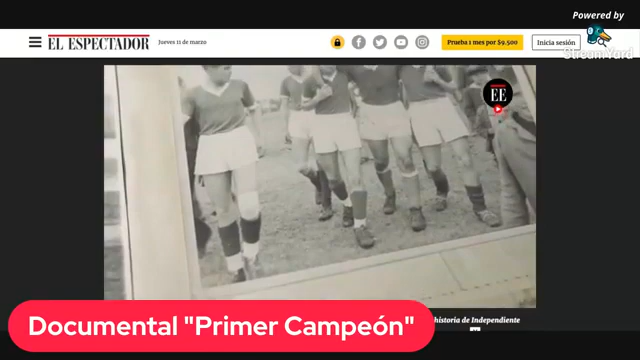 Powered by
StreamYard
EL ESPECTADOR
Jueves 11 de marzo
Prueba 1 mes por $9.500
Inicia sesión
EE
historia de Independiente
Documental "Primer Campeón"